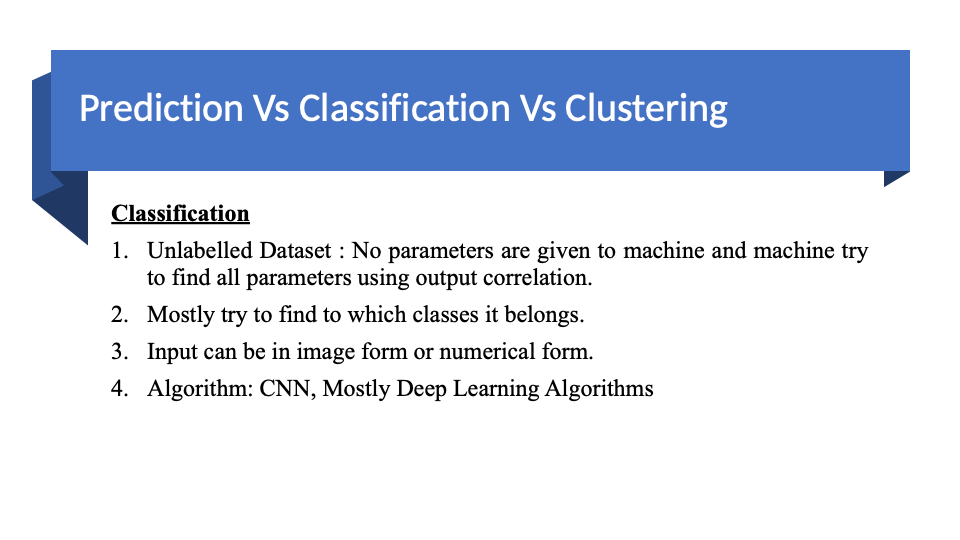 Prediction Vs Classification Vs Clustering
Classification
1. Unlabelled Dataset : No parameters are given to machine and machine try
to find all parameters using output correlation.
2. Mostly try to find to which classes it belongs.
3. Input can be in image form or numerical form.
4. Algorithm: CNN, Mostly Deep Learning Algorithms